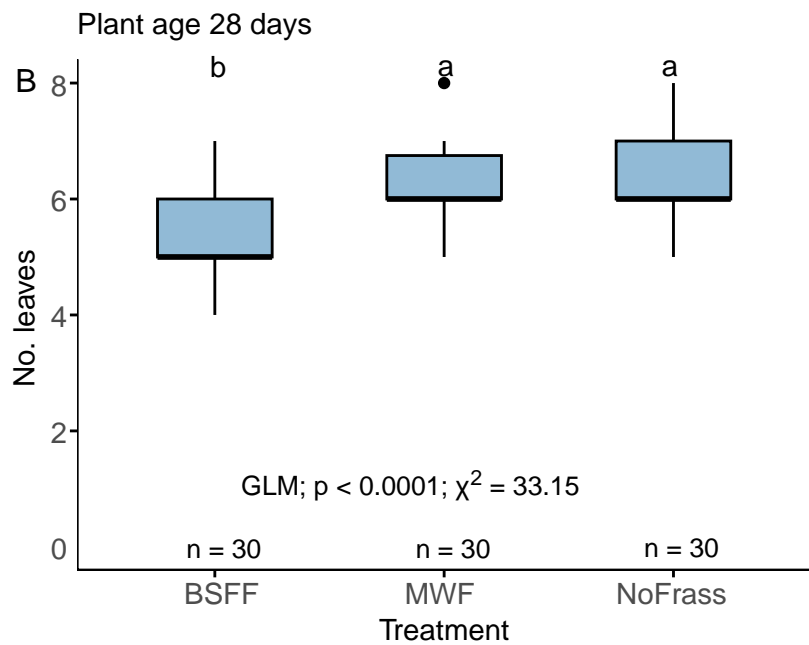 Plant age 28 days
B
b a a
8
6
4
2
0
No. leaves
GLM; p < 0.0001; χ² = 33.15
n = 30 n = 30 n = 30
BSFF MWF NoFrass
Treatment